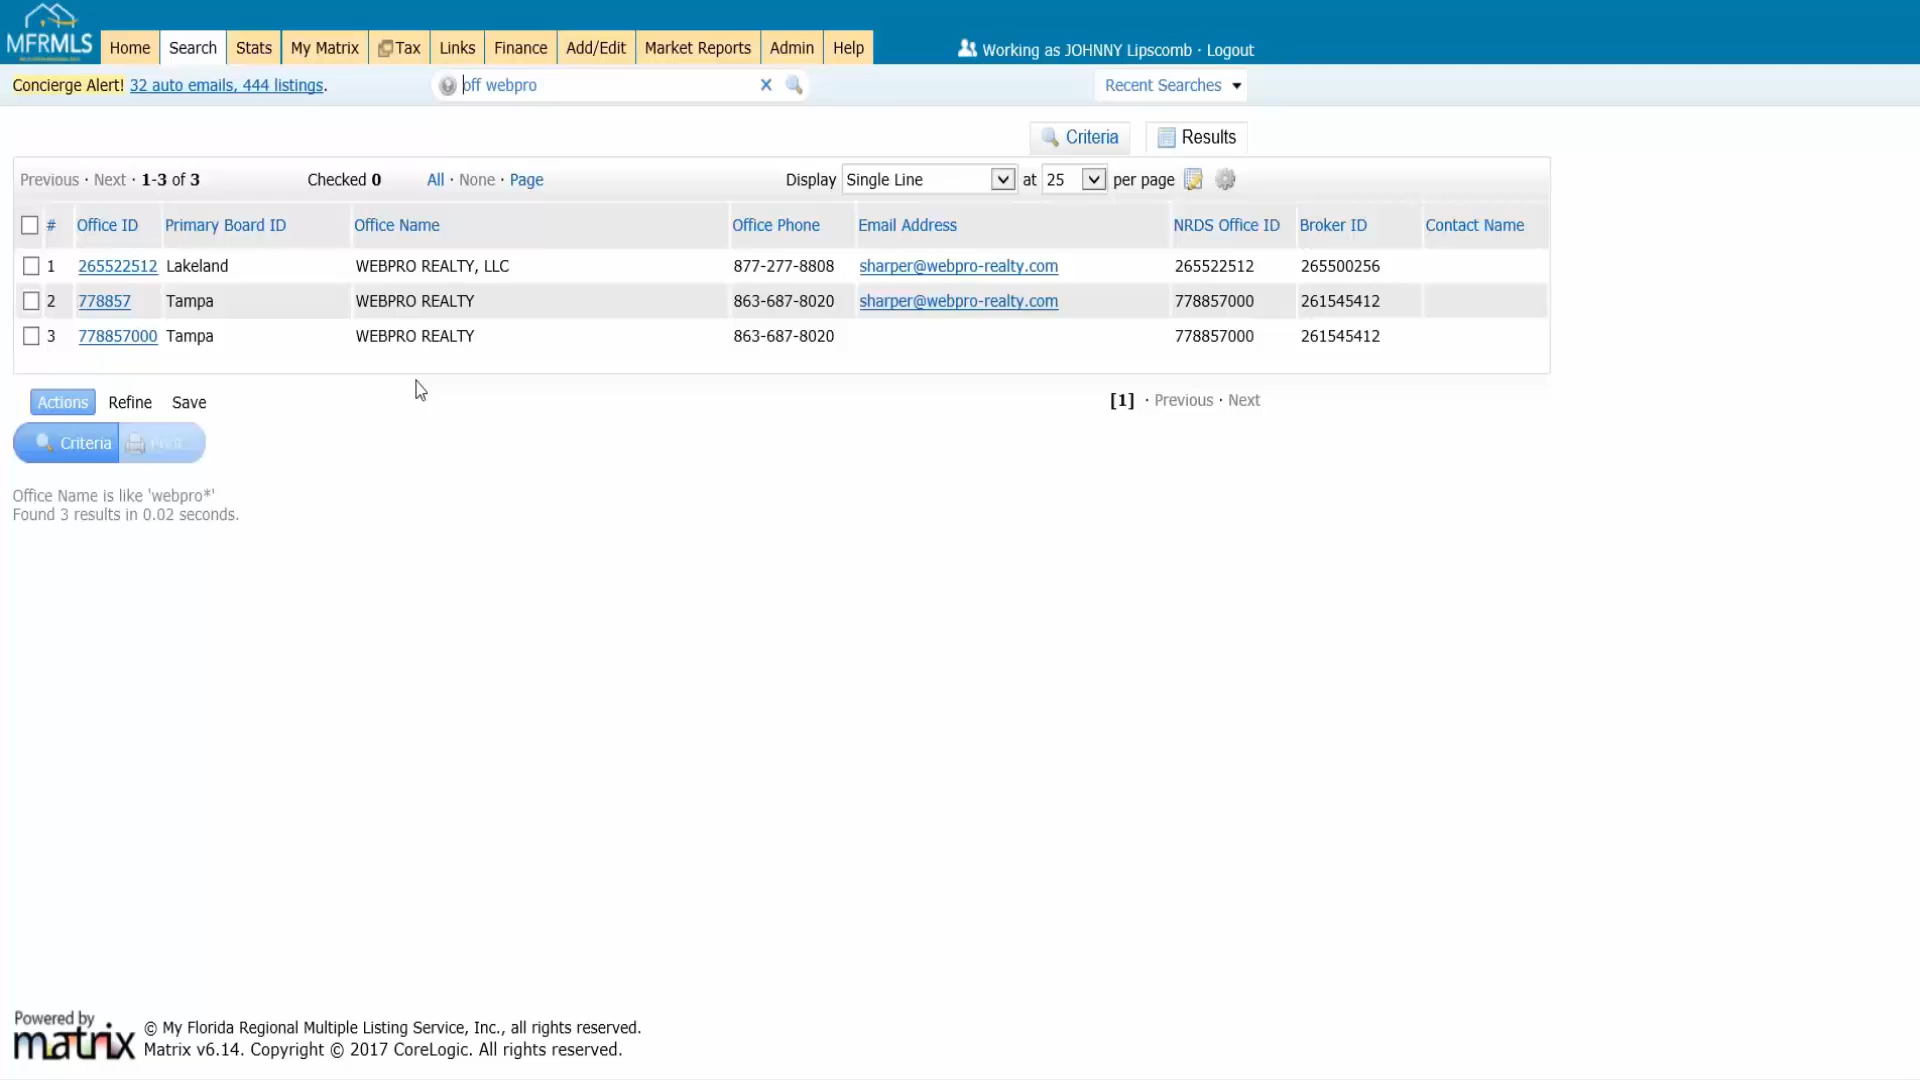 MFRMLS
Home Search Stats My Matrix Tax Links Finance Add/Edit Market Reports Admin Help
Working as JOHNNY Lipscomb · Logout
Concierge Alert! 32 auto emails, 444 listings.
off webpro
Recent Searches
Criteria Results
Previous · Next · 1-3 of 3 Checked 0 All · None · Page Display Single Line at 25 per page
# Office ID Primary Board ID Office Name Office Phone Email Address NRDS Office ID Broker ID Contact Name
1 265522512 Lakeland WEBPRO REALTY, LLC 877-277-8808 sharper@webpro-realty.com 265522512 265500256
2 778857 Tampa WEBPRO REALTY 863-687-8020 sharper@webpro-realty.com 778857000 261545412
3 778857000 Tampa WEBPRO REALTY 863-687-8020 778857000 261545412
Actions Refine Save
[1] · Previous · Next
Criteria Print
Office Name is like 'webpro*'
Found 3 results in 0.02 seconds.
Powered by
matrix
© My Florida Regional Multiple Listing Service, Inc., all rights reserved.
Matrix v6.14. Copyright © 2017 CoreLogic. All rights reserved.